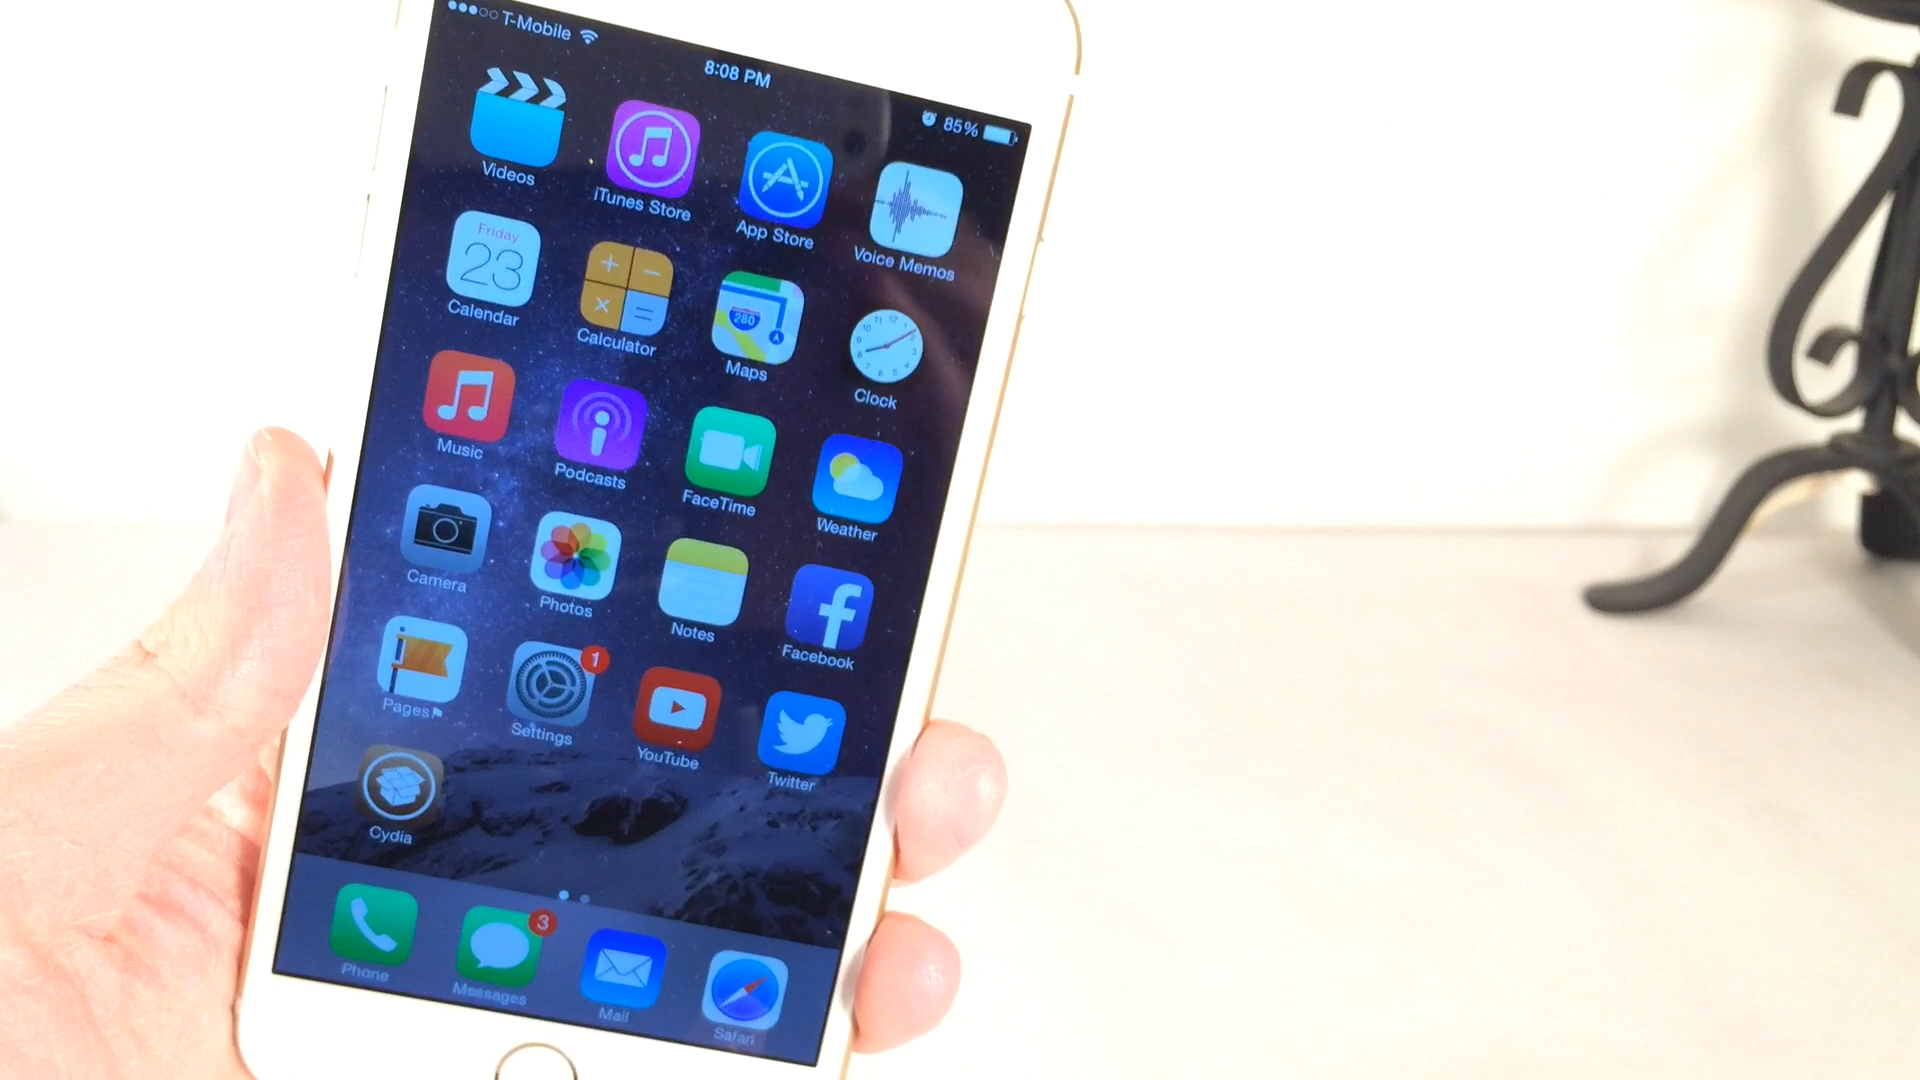 T-Mobile
8:08 PM
85%
Videos
iTunes Store
App Store
Voice Memos
Friday
23
Calendar
Calculator
280
Maps
Clock
Music
Podcasts
FaceTime
Weather
Camera
Photos
Notes
Facebook
Pages
1
Settings
YouTube
Twitter
Cydia
Phone
3
Messages
Mail
Safari